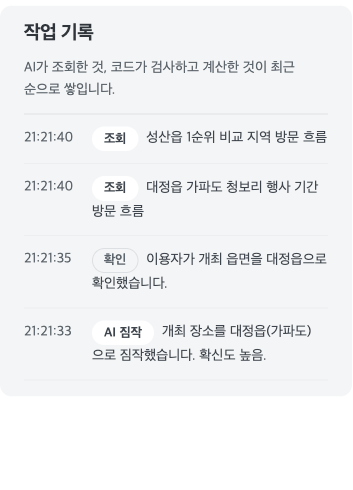 작업 기록
AI가 조회한 것, 코드가 검사하고 계산한 것이 최근
순으로 쌓입니다.
21:21:40 조회 성산읍 1순위 비교 지역 방문 흐름
21:21:40 조회 대정읍 가파도 청보리 행사 기간
방문 흐름
21:21:35 확인 이용자가 개최 읍면을 대정읍으로
확인했습니다.
21:21:33 AI 짐작 개최 장소를 대정읍(가파도)
으로 짐작했습니다. 확신도 높음.